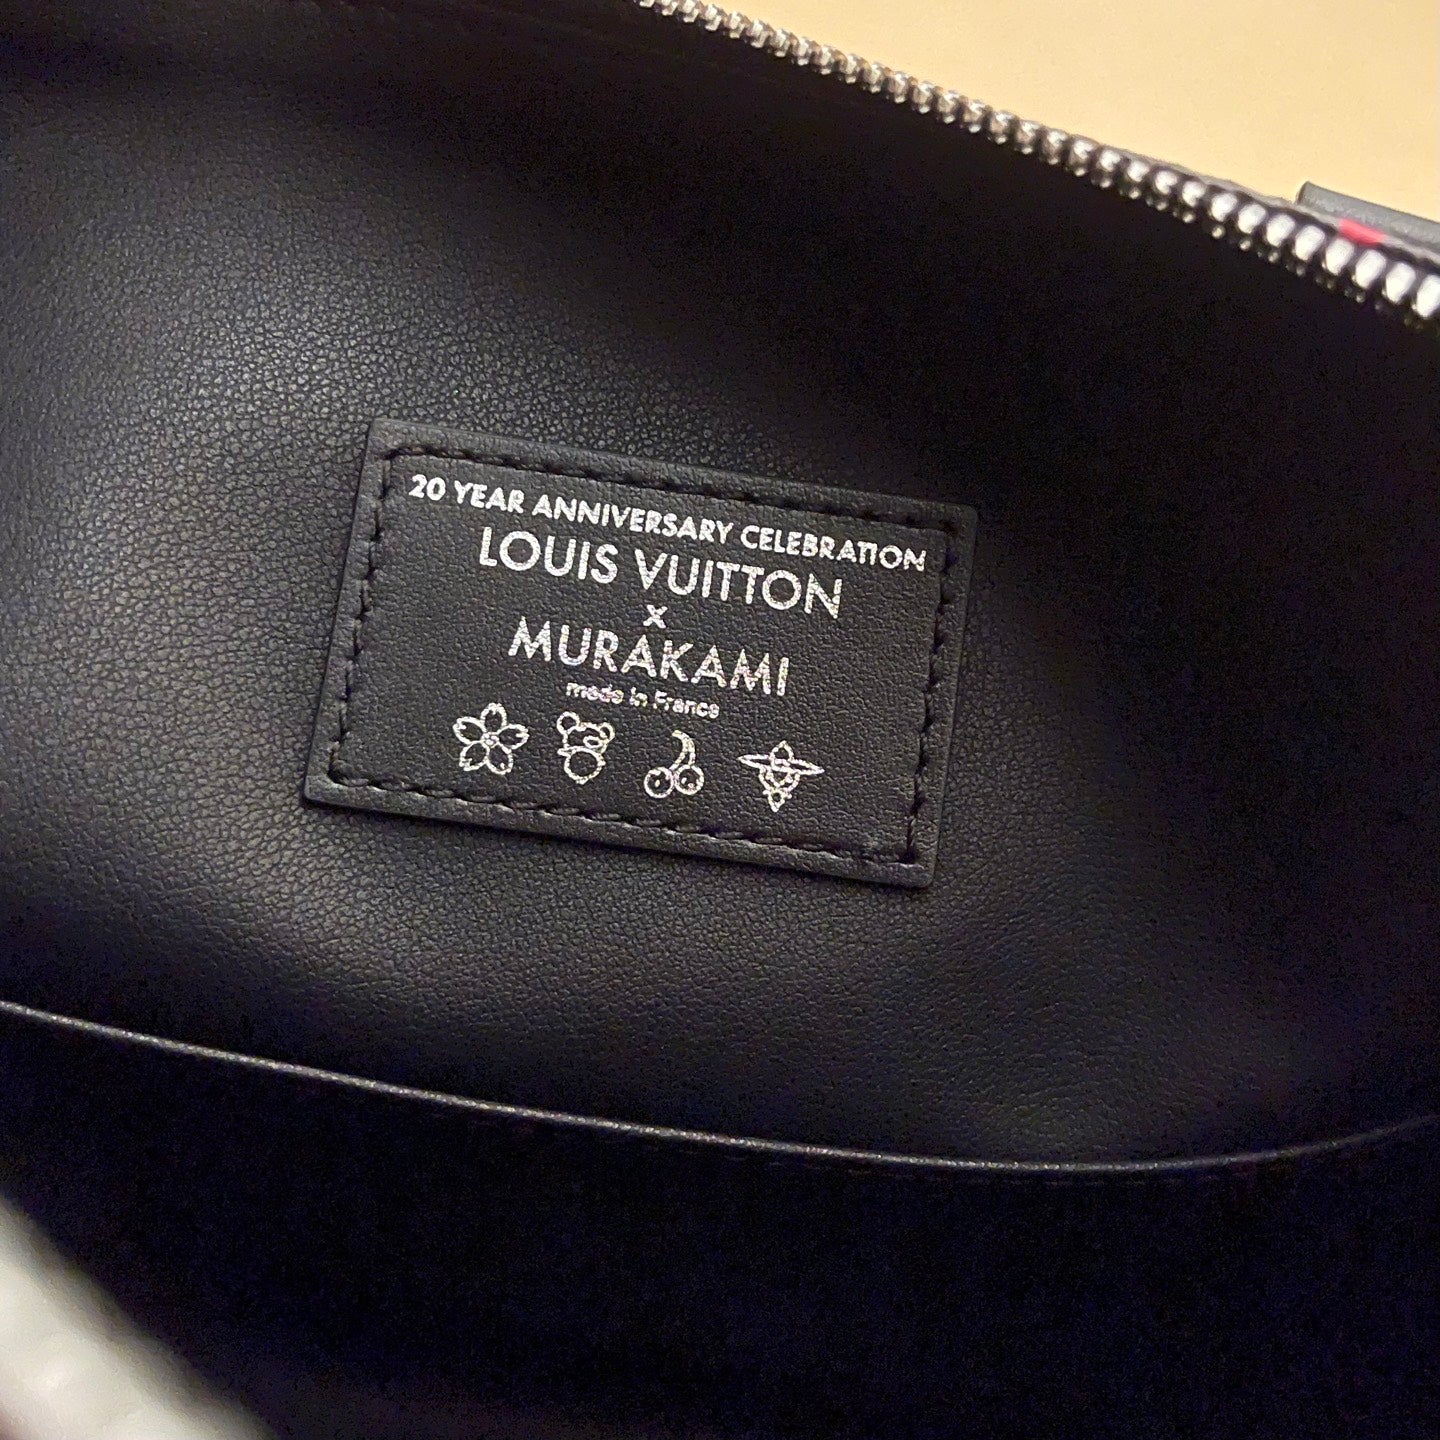 20 YEAR ANNIVERSARY CELEBRATION
LOUIS VUITTON
x
MURAKAMI
made in France